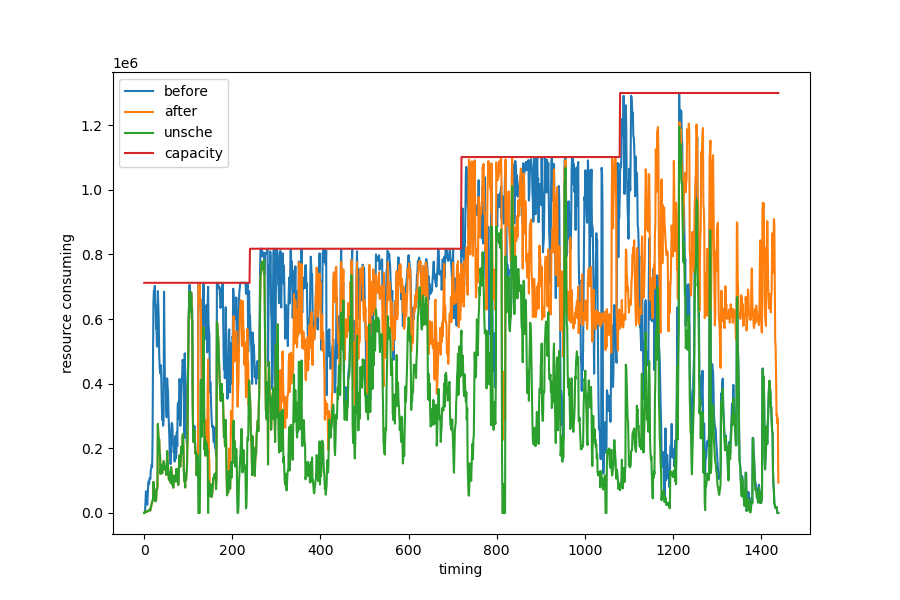 1e6
before
after
unsche
capacity
1.2
1.0
0.8
0.6
0.4
0.2
0.0
resource consuming
0 200 400 600 800 1000 1200 1400
timing